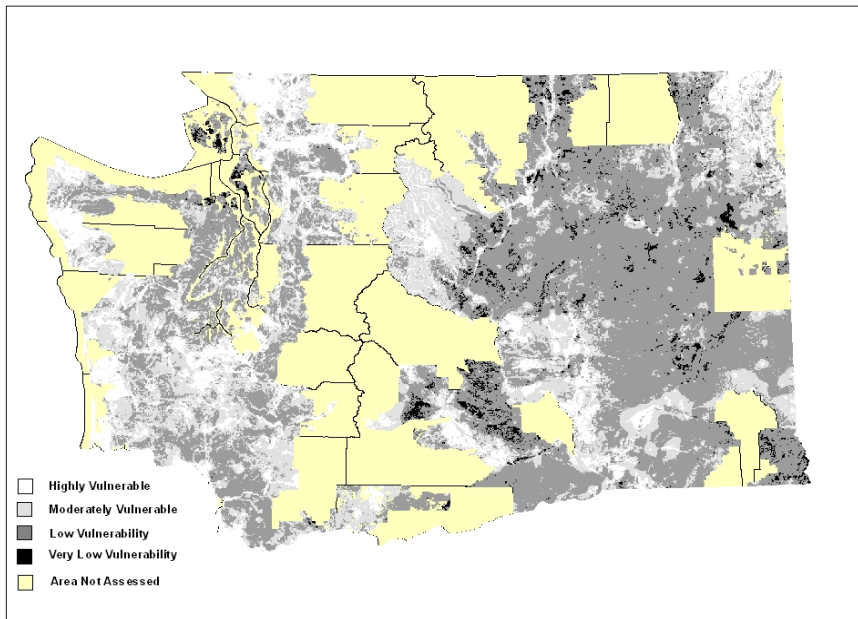 Highly Vulnerable
Moderately Vulnerable
Low Vulnerability
Very Low Vulnerability
Area Not Assessed